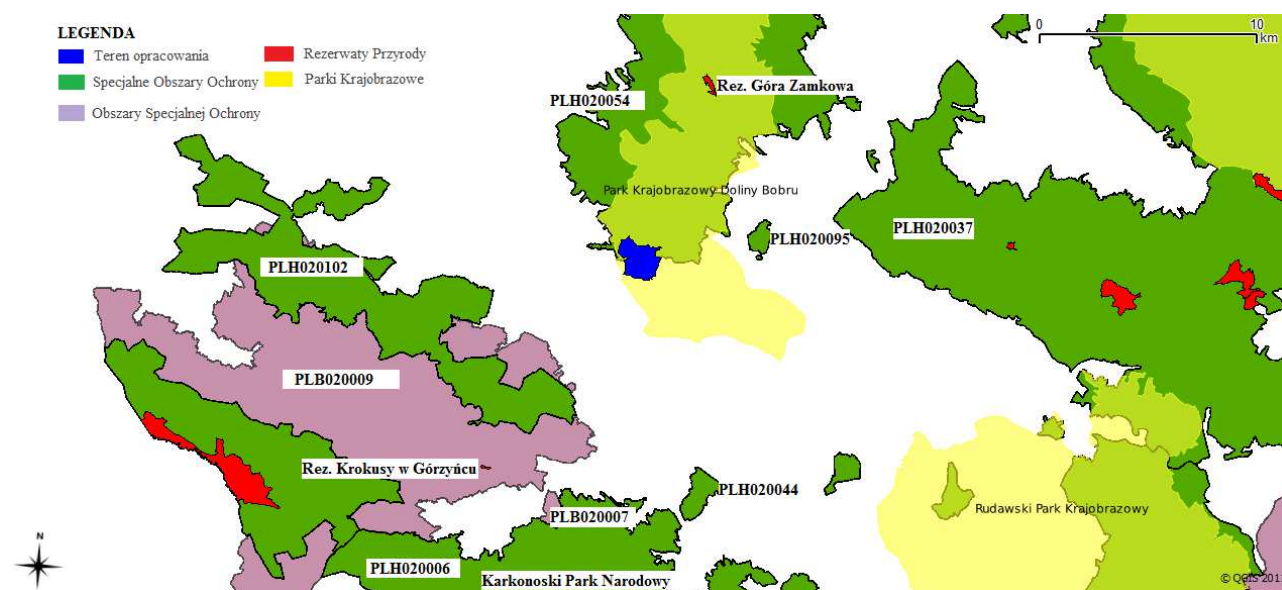 LEGENDA
Teren opracowania
Rezerwaty Przyrody
Specjalne Obszary Ochrony
Parki Krajobrazowe
Obszary Specjalnej Ochrony
0 10
km
PLH020054
Rez. Góra Zamkowa
Park Krajobrazowy Doliny Bobru
PLH020095
PLH020037
PLH020102
PLB020009
Rez. Krokusy w Górzyńcu
PLH020044
PLB020007
Rudawski Park Krajobrazowy
PLH020006
Karkonoski Park Narodowy
N
© QGIS 2011